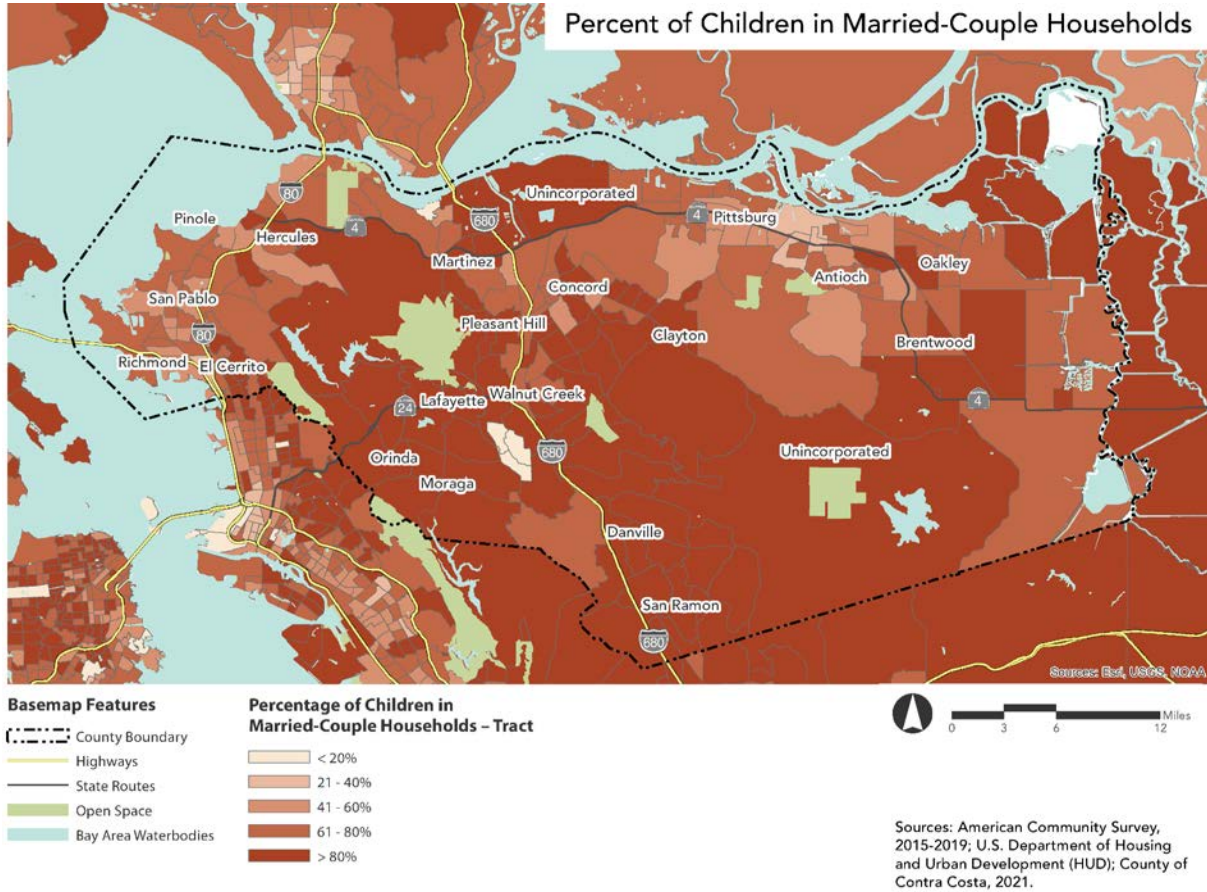 Percent of Children in Married-Couple Households
80
Unincorporated
Pinole
680
4
Pittsburg
Hercules
4
Martinez
Oakley
Antioch
San Pablo
Concord
80
Pleasant Hill
Clayton
Brentwood
Richmond
El Cerrito
Walnut Creek
Lafayette
24
4
680
Unincorporated
Orinda
Moraga
Danville
San Ramon
680
Sources: Esri, USGS, NOAA
Basemap Features
County Boundary
Highways
State Routes
Open Space
Bay Area Waterbodies
Percentage of Children in
Married-Couple Households – Tract
< 20%
21 - 40%
41 - 60%
61 - 80%
> 80%
Miles
0 3 6 12
Sources: American Community Survey,
2015-2019; U.S. Department of Housing
and Urban Development (HUD); County of
Contra Costa, 2021.